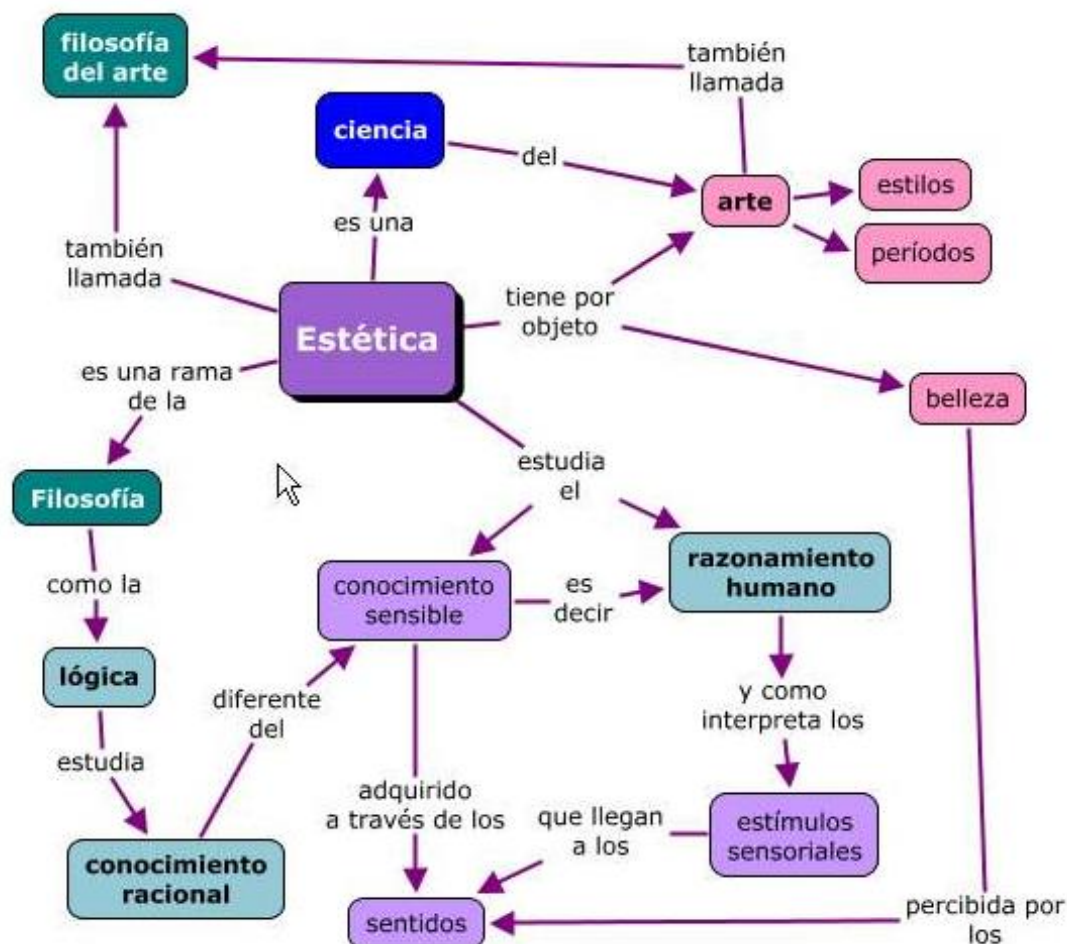 filosofía
del arte
también
llamada
ciencia
del
arte
estilos
períodos
es una
también
llamada
tiene por
objeto
Estética
es una rama
de la
belleza
estudia
el
Filosofía
como la
conocimiento
sensible
es
decir
razonamiento
humano
lógica
diferente
del
y como
interpreta los
estudia
adquirido
a través de los
que llegan
a los
estímulos
sensoriales
conocimiento
racional
sentidos
percibida por
los